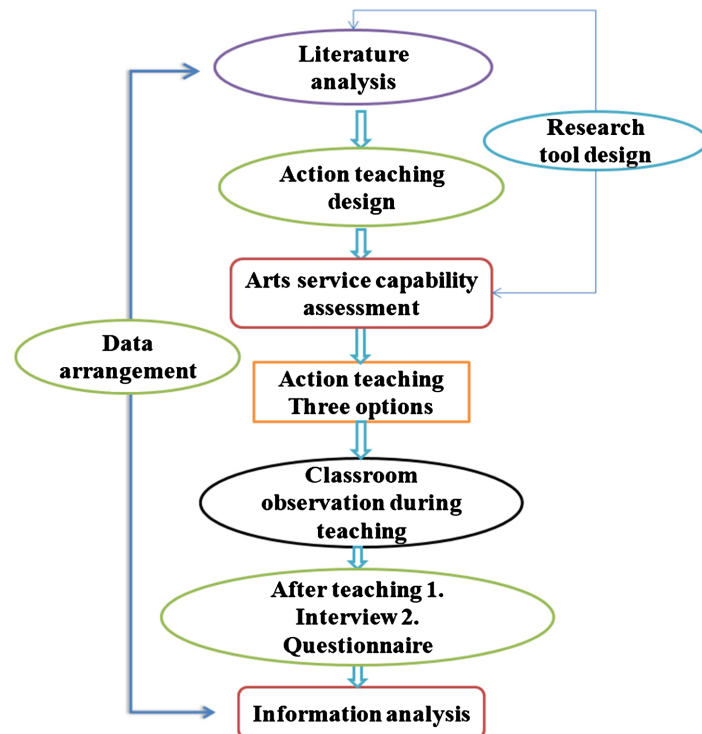 Literature
analysis
Research
tool design
Action teaching
design
Arts service capability
assessment
Data
arrangement
Action teaching
Three options
Classroom
observation during
teaching
After teaching 1.
Interview 2.
Questionnaire
Information analysis